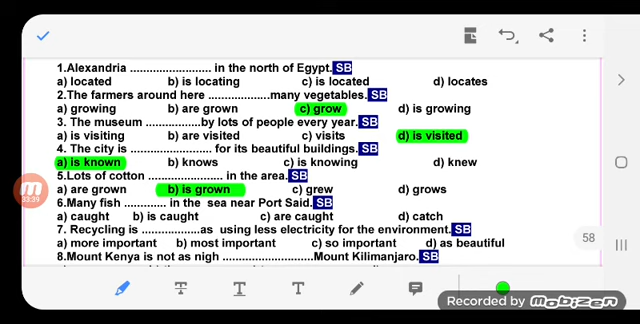 1.Alexandria ......................... in the north of Egypt. SB
a) located b) is locating c) is located d) locates
2.The farmers around here ...................many vegetables. SB
a) growing b) are grown c) grow d) is growing
3. The museum .................by lots of people every year. SB
a) is visiting b) are visited c) visits d) is visited
4. The city is ................ for its beautiful buildings. SB
a) is known b) knows c) is knowing d) knew
5.Lots of cotton ....................... in the area. SB
a) are grown b) is grown c) grew d) grows
6.Many fish ............. in the sea near Port Said. SB
a) caught b) is caught c) are caught d) catch
7. Recycling is ..................as using less electricity for the environment. SB
a) more important b) most important c) so important d) as beautiful
8.Mount Kenya is not as nigh ............................Mount Kilimanjaro. SB
33:39
58
Recorded by Mobizen